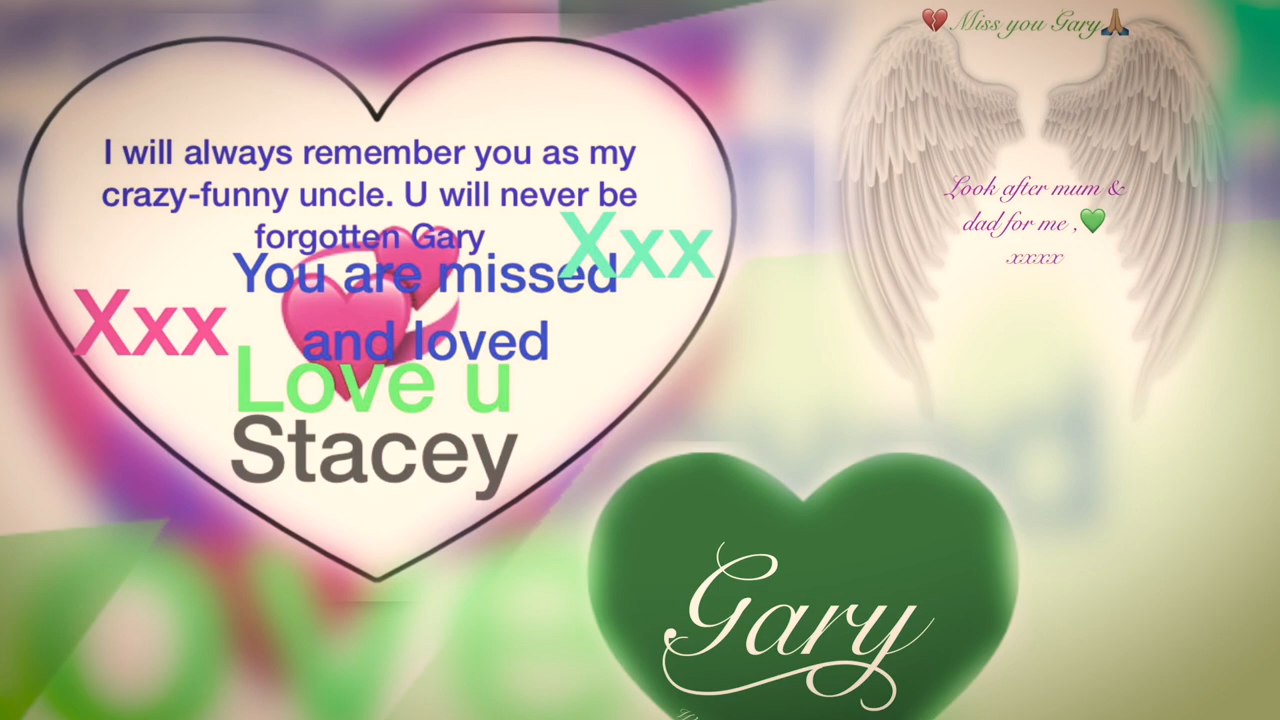 I will always remember you as my
crazy-funny uncle. U will never be
forgotten Gary
You are missed
and loved
Xxx
Xxx
Love u
Stacey
💔Miss you Gary🙏🏾
Look after mum &
dad for me ,💚
xxxx
Gary